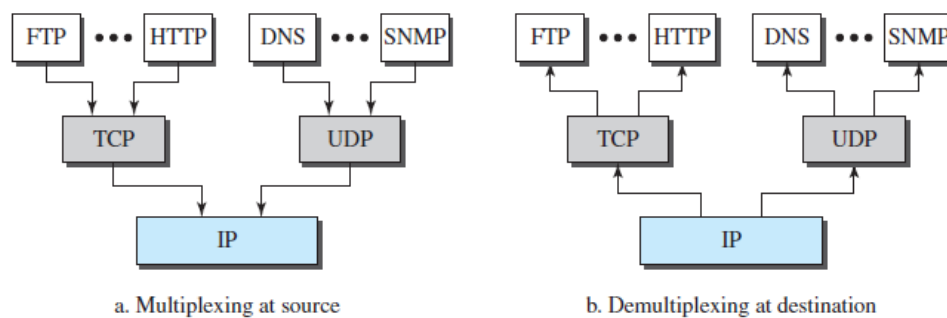 FTP ••• HTTP DNS ••• SNMP
TCP UDP
IP
a. Multiplexing at source
FTP ••• HTTP DNS ••• SNMP
TCP UDP
IP
b. Demultiplexing at destination